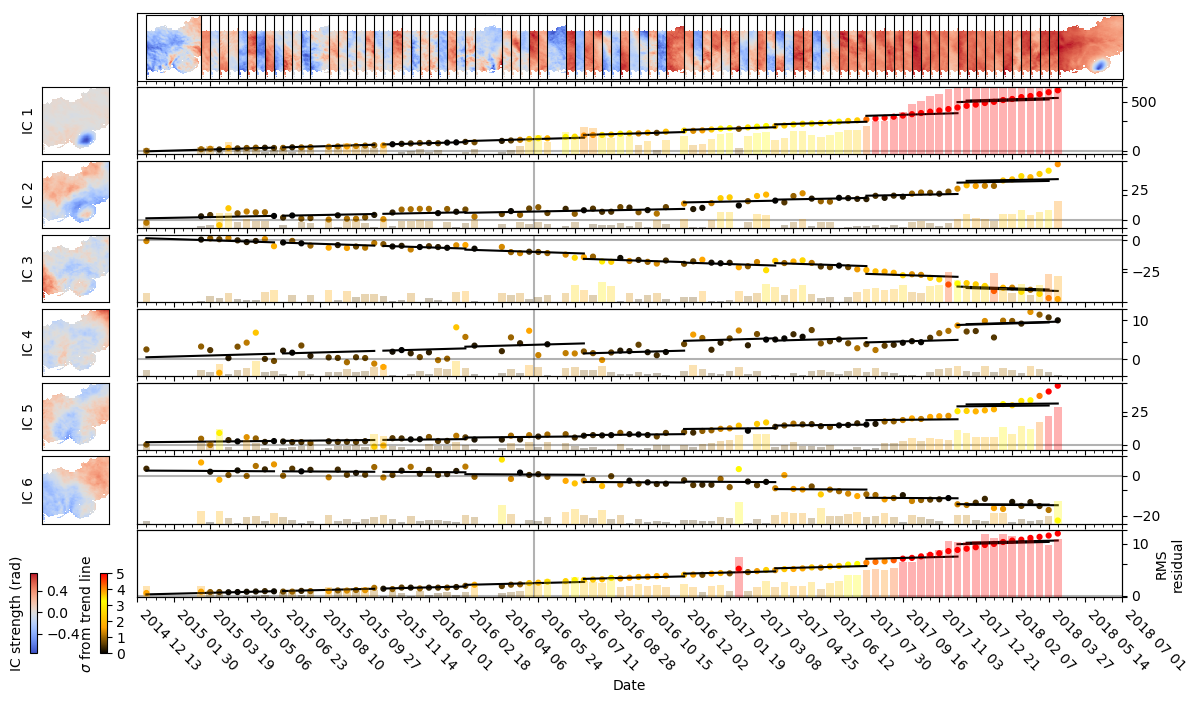 IC 1
500
0
IC 2
25
0
IC 3
0
−25
IC 4
10
0
IC 5
25
0
IC 6
0
−20
10
0
RMS
residual
IC strength (rad)
0.4
0.0
−0.4
σ from trend line
5
4
3
2
1
0
2014 12 13
2015 01 30
2015 03 19
2015 05 06
2015 06 23
2015 08 10
2015 09 27
2015 11 14
2016 01 01
2016 02 18
2016 04 06
2016 05 24
2016 07 11
2016 08 28
2016 10 15
2016 12 02
2017 01 19
2017 03 08
2017 04 25
2017 06 12
2017 07 30
2017 09 16
2017 11 03
2017 12 21
2018 02 07
2018 03 27
2018 05 14
2018 07 01
Date